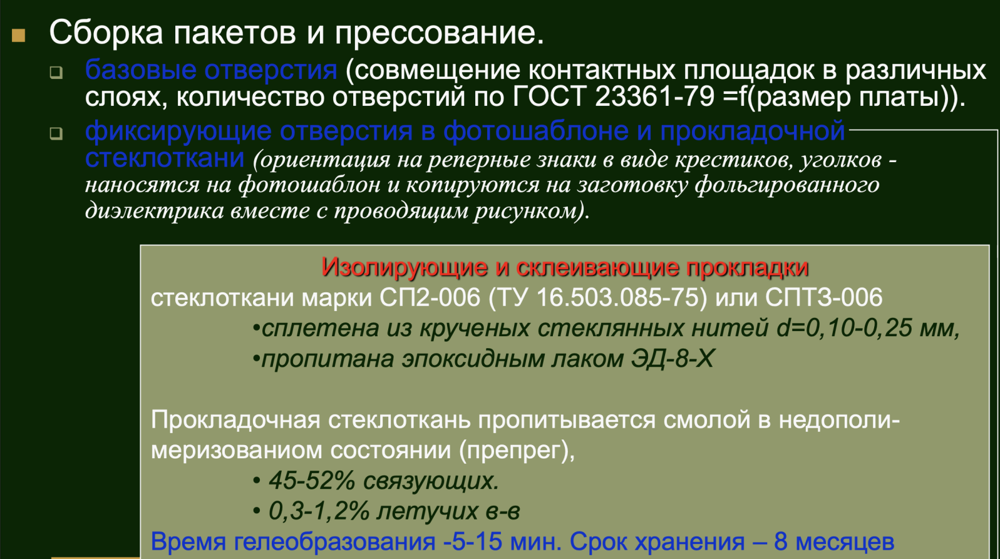 Сборка пакетов и прессование.
базовые отверстия (совмещение контактных площадок в различных
слоях, количество отверстий по ГОСТ 23361-79 =f(размер платы)).
фиксирующие отверстия в фотошаблоне и прокладочной
стеклоткани (ориентация на реперные знаки в виде крестиков, уголков -
наносятся на фотошаблон и копируются на заготовку фольгированного
диэлектрика вместе с проводящим рисунком).
Изолирующие и склеивающие прокладки
стеклоткани марки СП2-006 (ТУ 16.503.085-75) или СПТЗ-006
•сплетена из крученых стеклянных нитей d=0,10-0,25 мм,
•пропитана эпоксидным лаком ЭД-8-Х
Прокладочная стеклоткань пропитывается смолой в недополи-
меризованиом состоянии (препрег),
• 45-52% связующих.
• 0,3-1,2% летучих в-в
Время гелеобразования -5-15 мин. Срок хранения – 8 месяцев